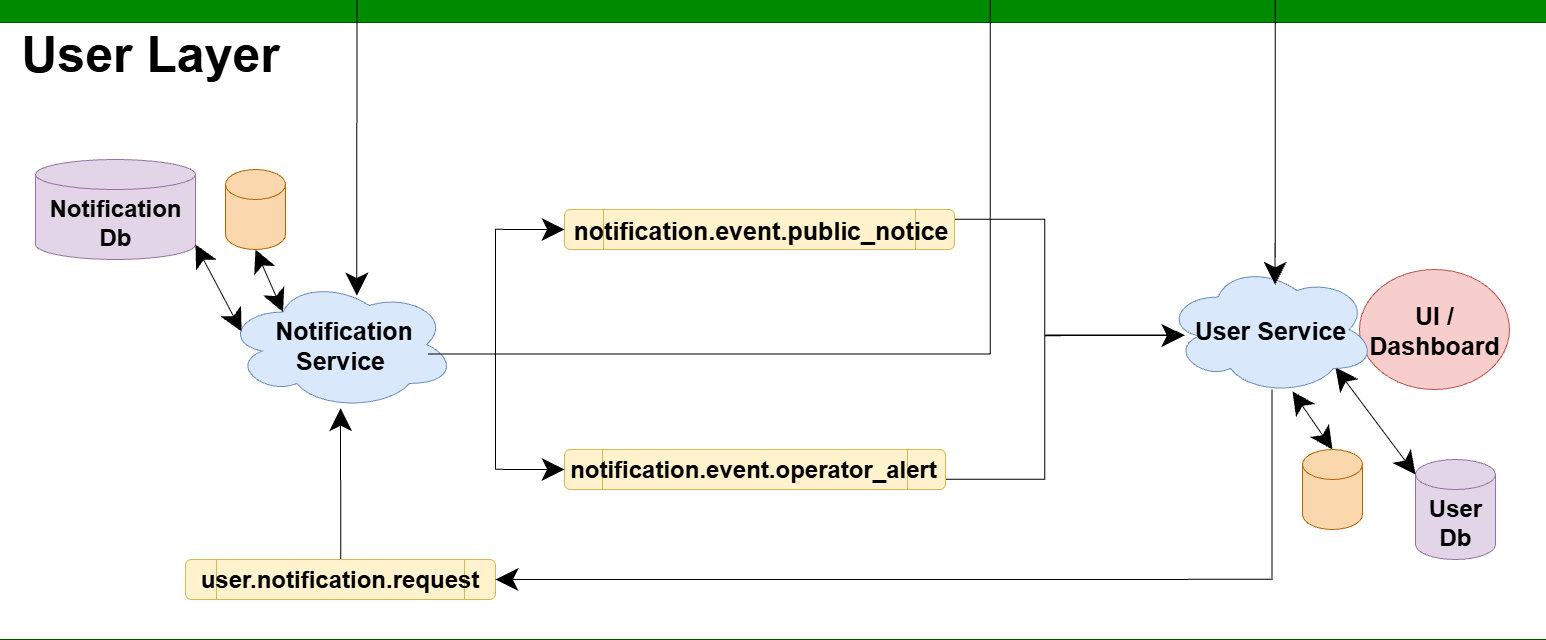 User Layer
Notification
Db
notification.event.public_notice
Notification
Service
User Service
UI /
Dashboard
notification.event.operator_alert
User
Db
user.notification.request